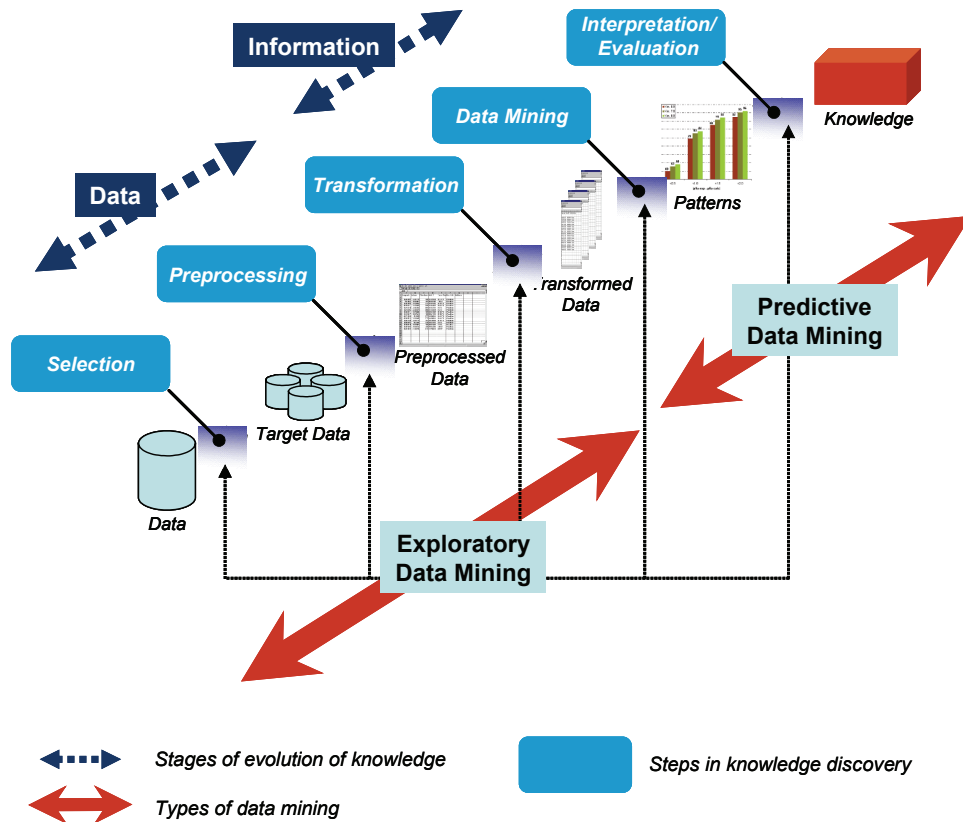 Information
Interpretation/
Evaluation
Data Mining
Knowledge
Transformation
Patterns
Data
Preprocessing
Transformed
Data
Predictive
Data Mining
Selection
Preprocessed
Data
Target Data
Data
Exploratory
Data Mining
Stages of evolution of knowledge
Steps in knowledge discovery
Types of data mining